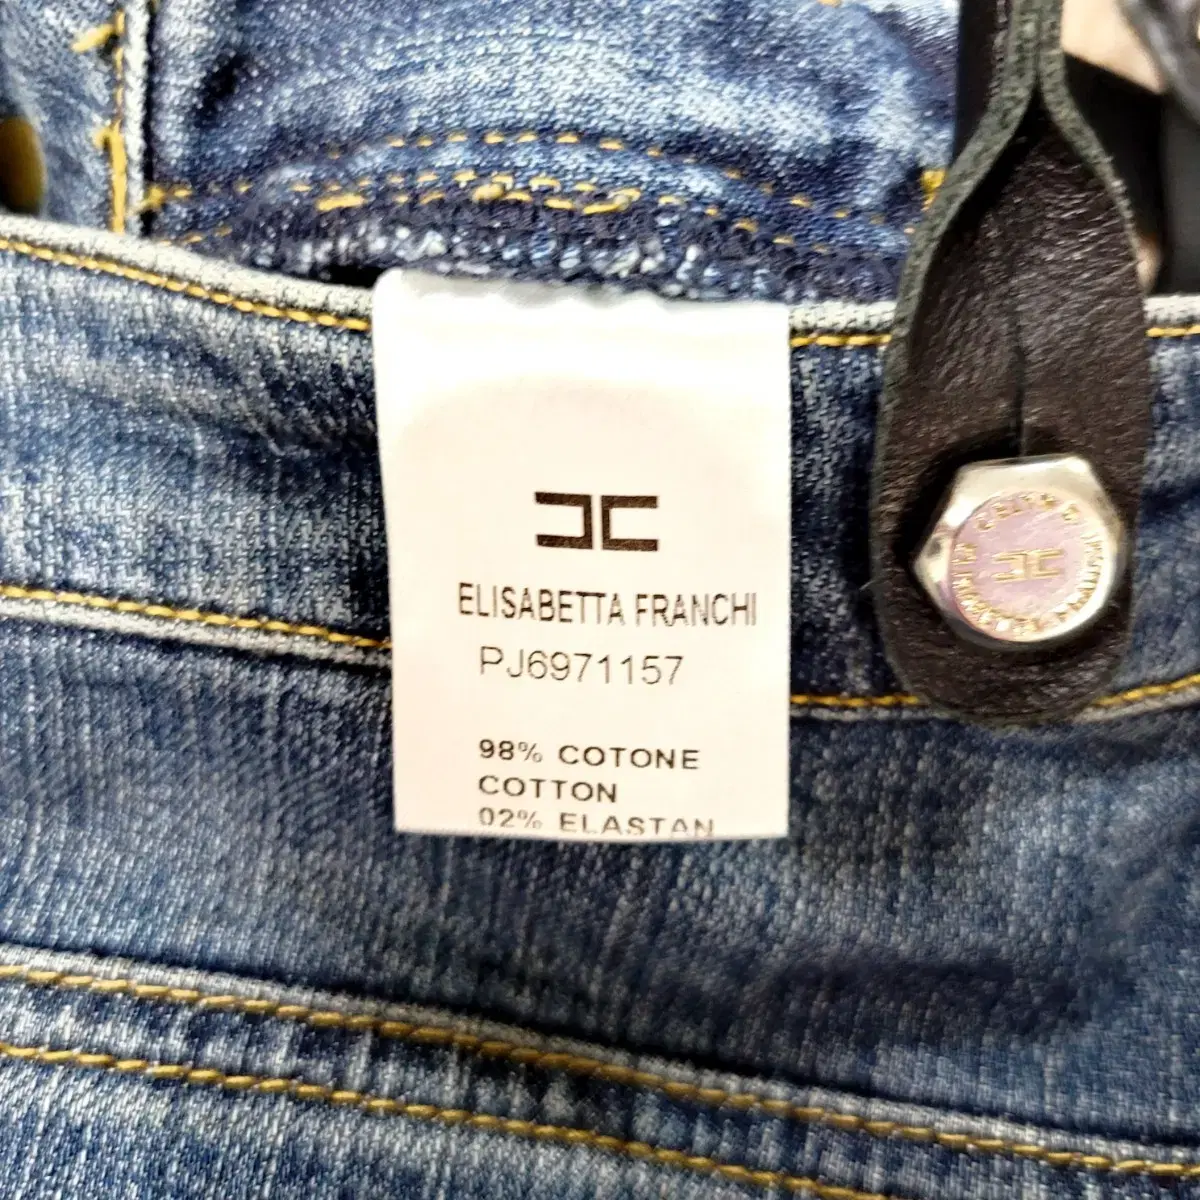 ELISABETTA FRANCHI
PJ6971157
98% COTONE
COTTON
02% ELASTAN